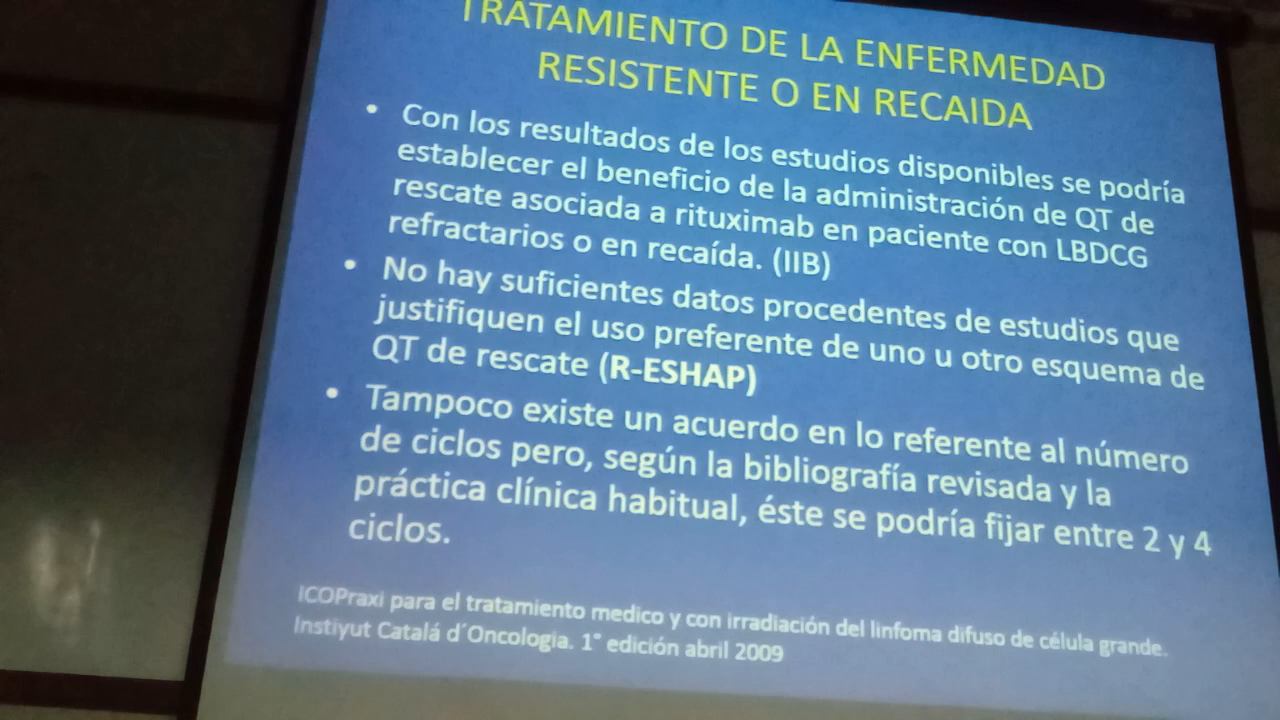 TRATAMIENTO DE LA ENFERMEDAD
RESISTENTE O EN RECAIDA
• Con los resultados de los estudios disponibles se podría
establecer el beneficio de la administración de QT de
rescate asociada a rituximab en paciente con LBDCG
refractarios o en recaída. (IIB)
• No hay suficientes datos procedentes de estudios que
justifiquen el uso preferente de uno u otro esquema de
QT de rescate (R-ESHAP)
• Tampoco existe un acuerdo en lo referente al número
de ciclos pero, según la bibliografía revisada y la
práctica clínica habitual, éste se podría fijar entre 2 y 4
ciclos.
ICOPraxi para el tratamiento medico y con irradiación del linfoma difuso de célula grande.
Instiyut Catalá d´Oncologia. 1° edición abril 2009